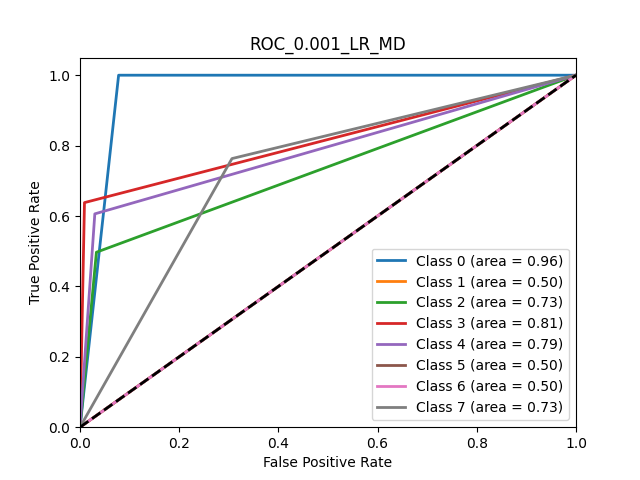 ROC_0.001_LR_MD
True Positive Rate
1.0
0.8
0.6
0.4
0.2
0.0
Class 0 (area = 0.96)
Class 1 (area = 0.50)
Class 2 (area = 0.73)
Class 3 (area = 0.81)
Class 4 (area = 0.79)
Class 5 (area = 0.50)
Class 6 (area = 0.50)
Class 7 (area = 0.73)
0.0 0.2 0.4 0.6 0.8 1.0
False Positive Rate